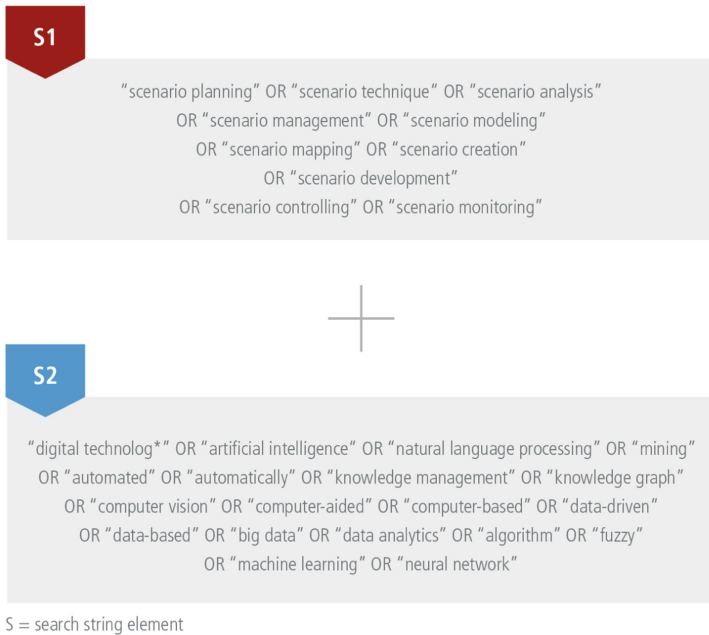 S1
“scenario planning” OR “scenario technique“ OR “scenario analysis”
OR “scenario management” OR “scenario modeling”
OR “scenario mapping” OR “scenario creation”
OR “scenario development”
OR “scenario controlling” OR “scenario monitoring”
S2
“digital technolog*” OR “artificial intelligence“ OR “natural language processing” OR “mining”
OR “automated” OR “automatically” OR “knowledge management” OR “knowledge graph”
OR “computer vision” OR “computer-aided” OR “computer-based” OR “data-driven”
OR “data-based” OR “big data” OR “data analytics” OR “algorithm” OR “fuzzy”
OR “machine learning” OR “neural network”
S = search string element